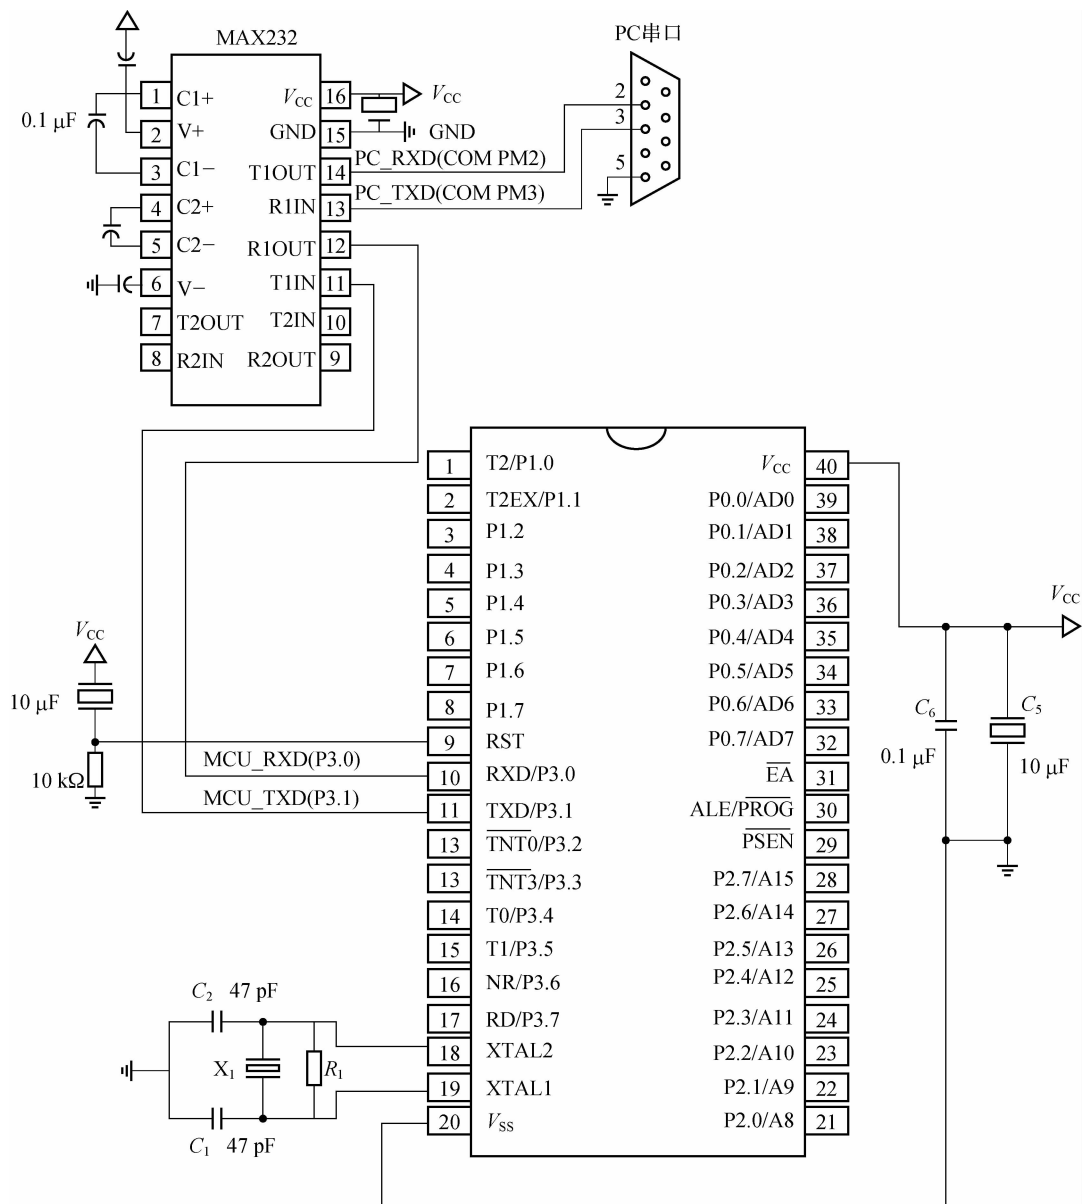 MAX232
PC串口
0.1 μF
1 C1+ V_CC 16 V_CC
2 V+ GND 15 GND
3 C1− T1OUT 14 PC_RXD(COM PM2)
4 C2+ R1IN 13 PC_TXD(COM PM3)
5 C2− R1OUT 12
6 V− T1IN 11
7 T2OUT T2IN 10
8 R2IN R2OUT 9
2
3
5
1 T2/P1.0 V_CC 40
2 T2EX/P1.1 P0.0/AD0 39
3 P1.2 P0.1/AD1 38
4 P1.3 P0.2/AD2 37
5 P1.4 P0.3/AD3 36
6 P1.5 P0.4/AD4 35
7 P1.6 P0.5/AD5 34
8 P1.7 P0.6/AD6 33
9 RST P0.7/AD7 32
10 RXD/P3.0 EA 31
11 TXD/P3.1 ALE/PROG 30
13 TNT0/P3.2 PSEN 29
13 TNT3/P3.3 P2.7/A15 28
14 T0/P3.4 P2.6/A14 27
15 T1/P3.5 P2.5/A13 26
16 NR/P3.6 P2.4/A12 25
17 RD/P3.7 P2.3/A11 24
18 XTAL2 P2.2/A10 23
19 XTAL1 P2.1/A9 22
20 V_SS P2.0/A8 21
V_CC
10 μF
10 kΩ
MCU_RXD(P3.0)
MCU_TXD(P3.1)
C2 47 pF
X1 R1
C1 47 pF
V_CC
C6 C5
0.1 μF 10 μF